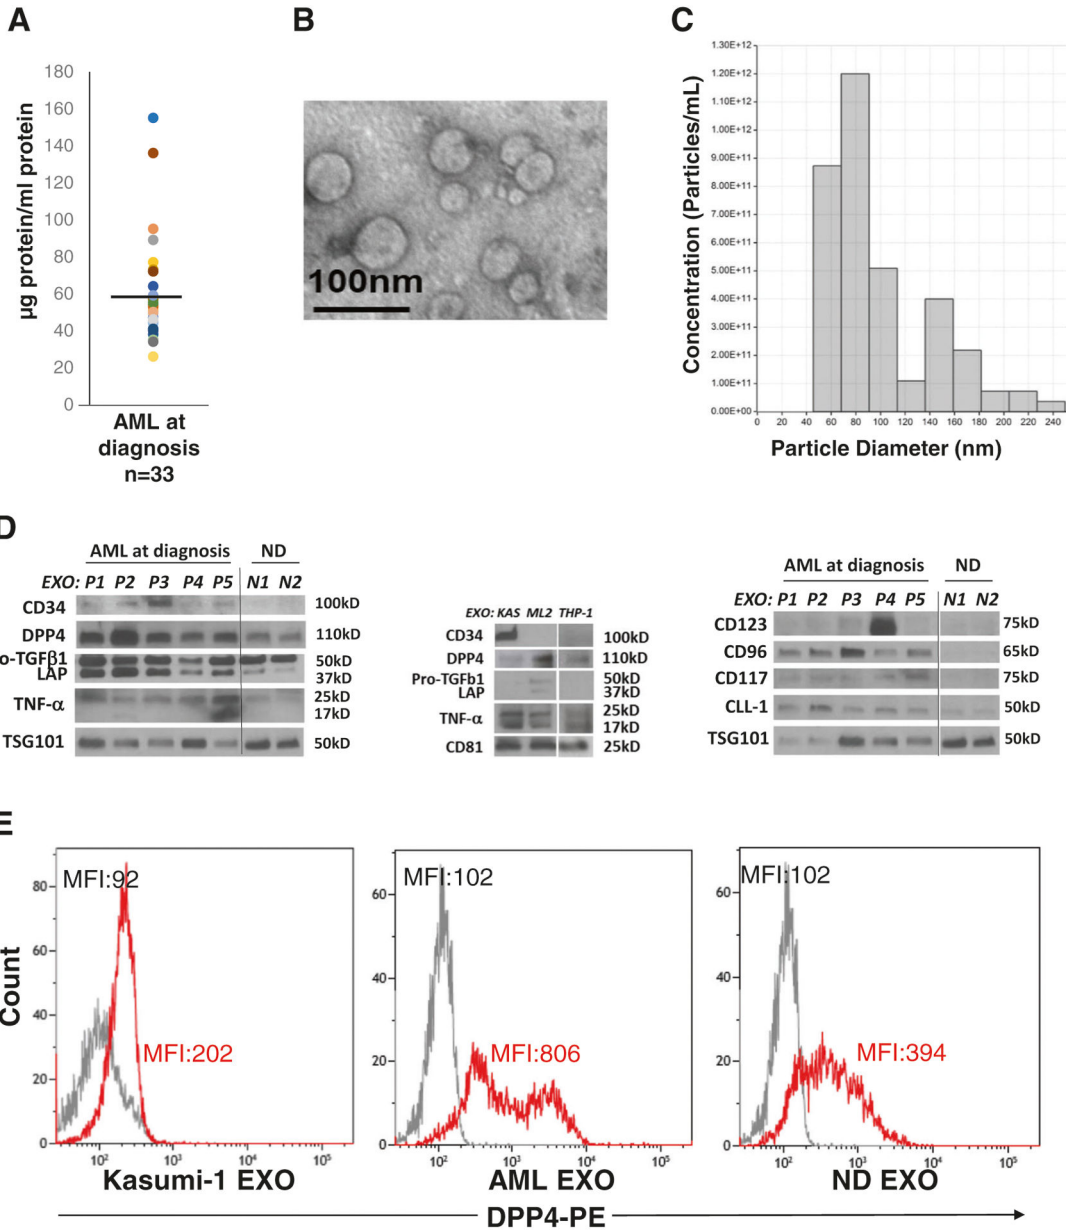 A
µg protein/ml protein
180
160
140
120
100
80
60
40
20
0
AML at
diagnosis
n=33
B
100nm
C
Concentration (Particles/mL)
1.30E+12
1.20E+12
1.10E+12
1.00E+12
9.00E+11
8.00E+11
7.00E+11
6.00E+11
5.00E+11
4.00E+11
3.00E+11
2.00E+11
1.00E+11
0.00E+00
0 20 40 60 80 100 120 140 160 180 200 220 240
Particle Diameter (nm)
D
AML at diagnosis ND
EXO: P1 P2 P3 P4 P5 N1 N2
CD34 100kD
DPP4 110kD
o-TGFβ1 50kD
LAP 37kD
TNF-α 25kD
17kD
TSG101 50kD
EXO: KAS ML2 THP-1
CD34 100kD
DPP4 110kD
Pro-TGFb1 50kD
LAP 37kD
TNF-α 25kD
17kD
CD81 25kD
AML at diagnosis ND
EXO: P1 P2 P3 P4 P5 N1 N2
CD123 75kD
CD96 65kD
CD117 75kD
CLL-1 50kD
TSG101 50kD
E
Count
80
60
40
20
0
MFI:92
MFI:202
10² 10³ 10⁴ 10⁵
Kasumi-1 EXO
60
40
20
0
MFI:102
MFI:806
10² 10³ 10⁴ 10⁵
AML EXO
60
40
20
0
MFI:102
MFI:394
10² 10³ 10⁴ 10⁵
ND EXO
DPP4-PE